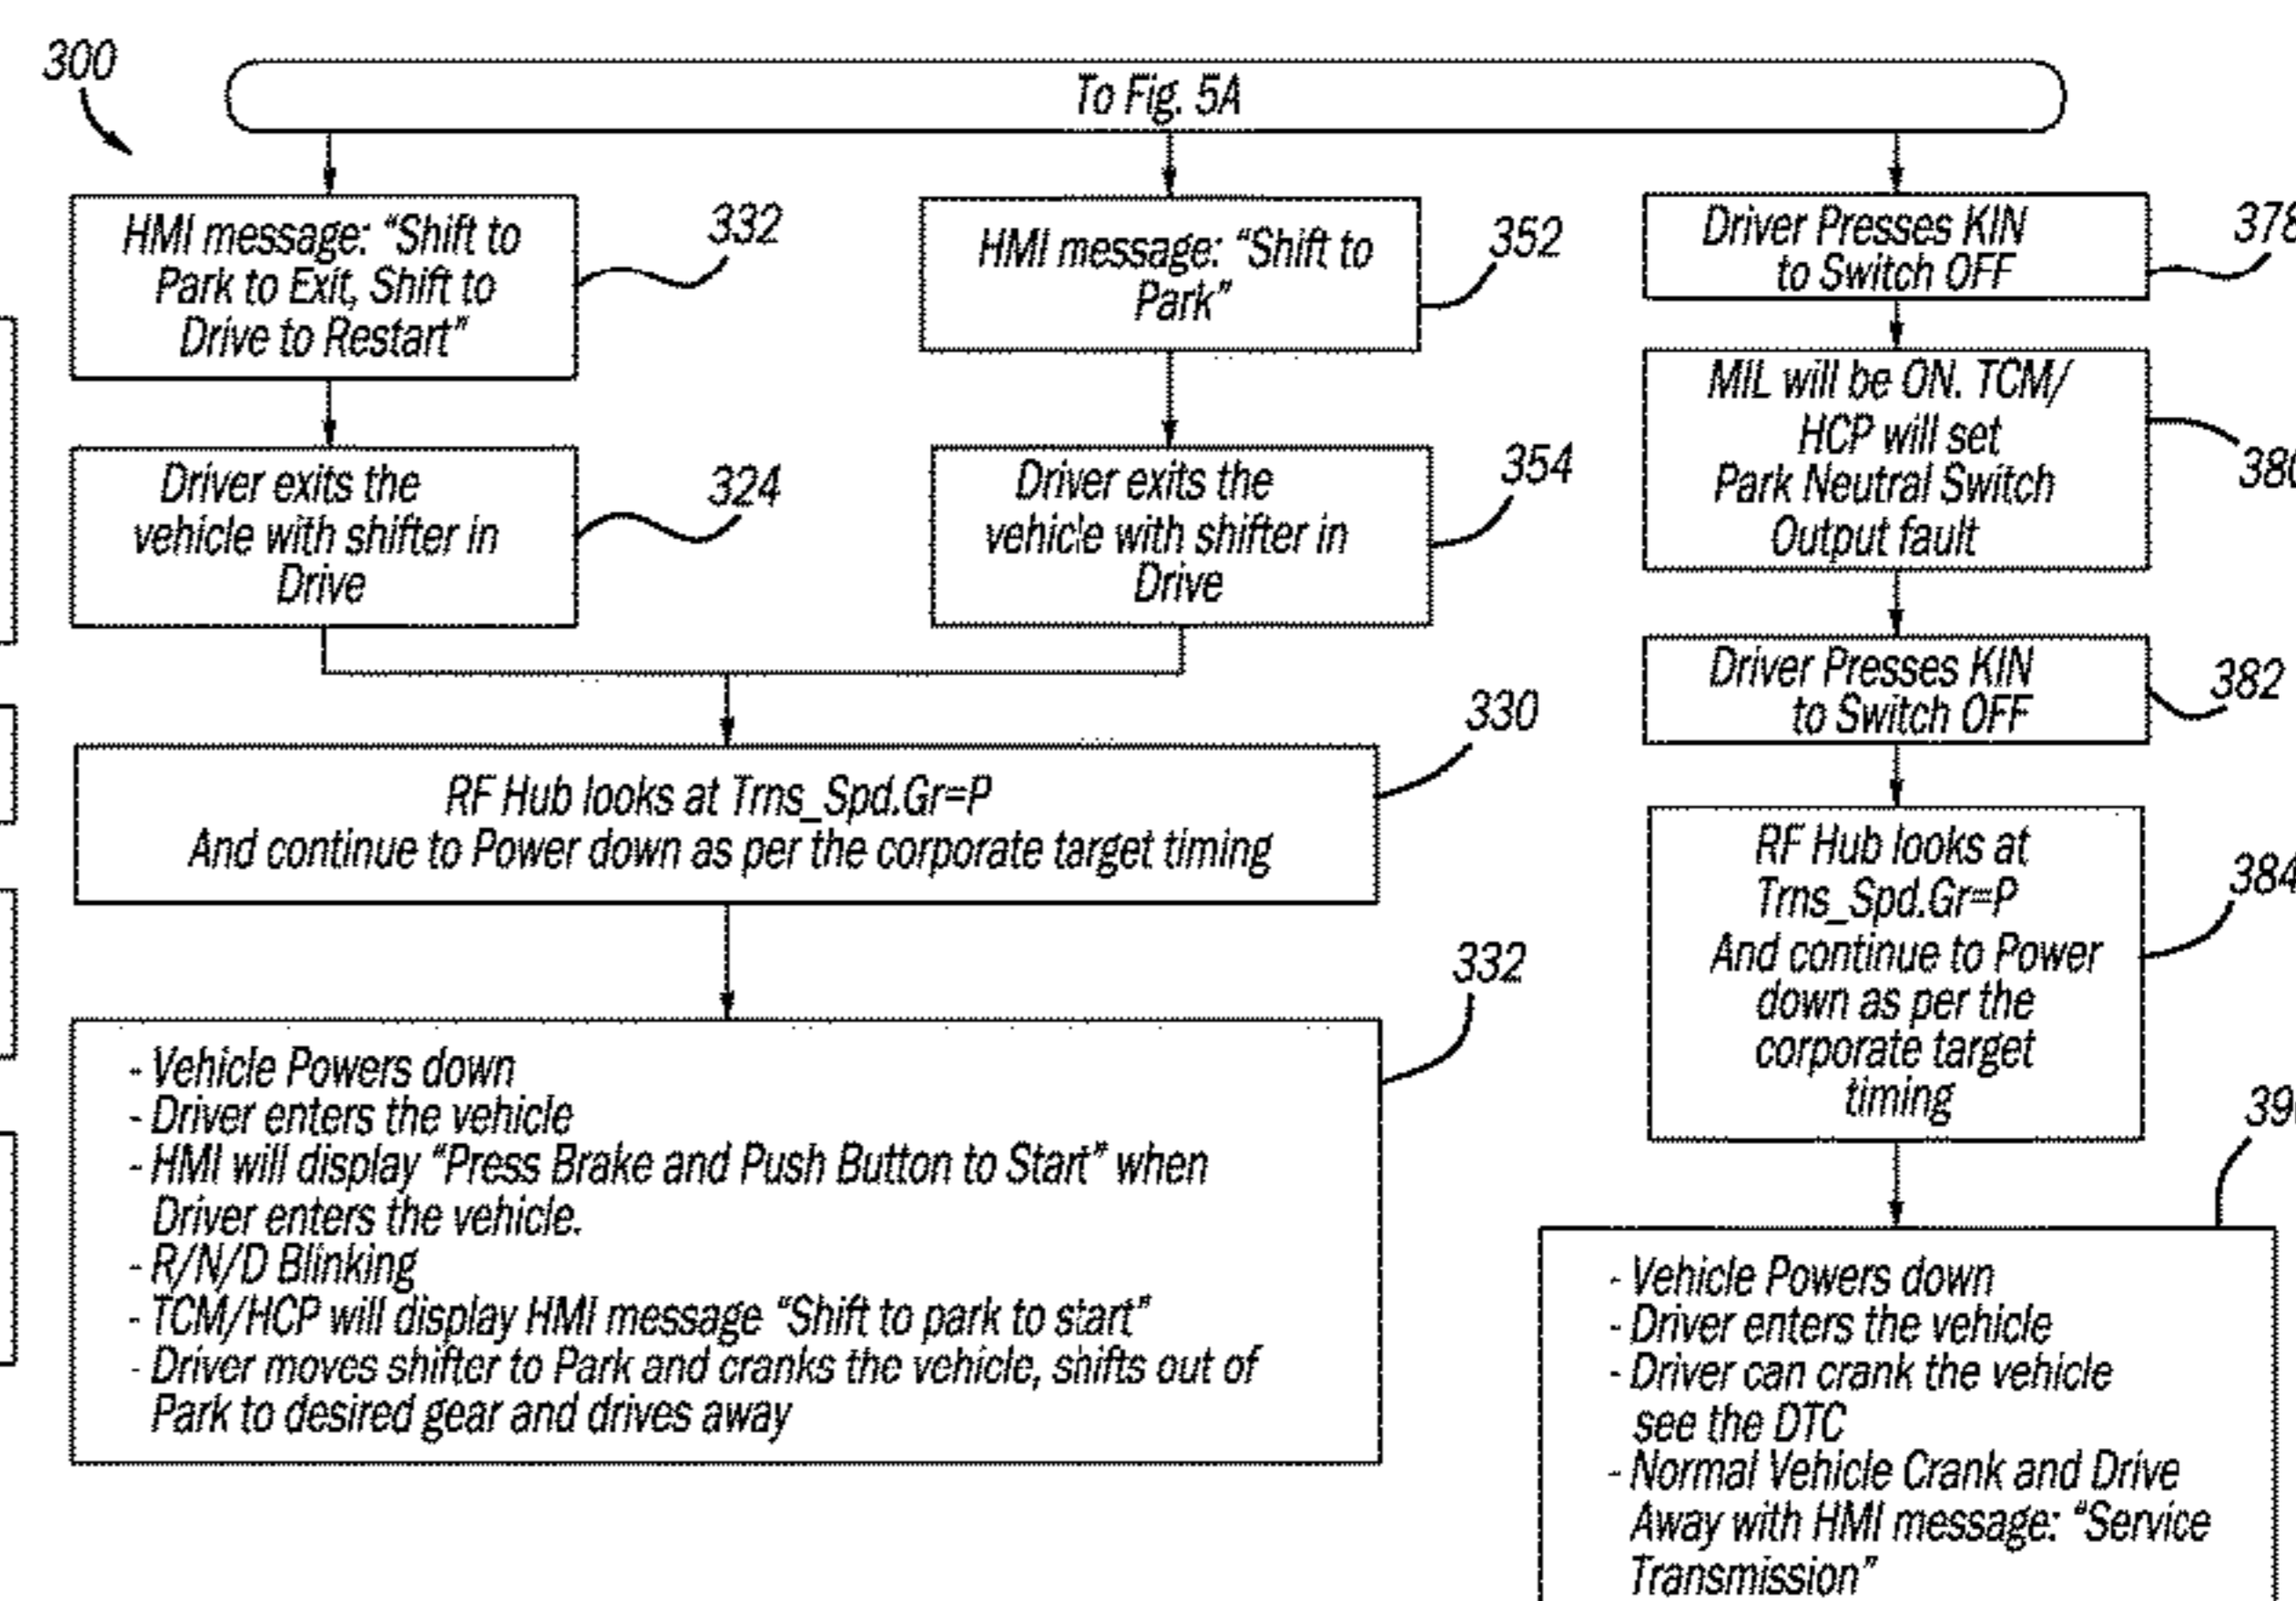 300
To Fig. 5A
HMI message: "Shift to
Park to Exit, Shift to
Drive to Restart"
332
HMI message: "Shift to
Park"
352
Driver Presses KIN
to Switch OFF
378
Driver exits the
vehicle with shifter in
Drive
324
Driver exits the
vehicle with shifter in
Drive
354
MIL will be ON. TCM/
HCP will set
Park Neutral Switch
Output fault
380
Driver Presses KIN
to Switch OFF
382
RF Hub looks at Trns_Spd.Gr=P
And continue to Power down as per the corporate target timing
330
RF Hub looks at
Trns_Spd.Gr=P
And continue to Power
down as per the
corporate target
timing
384
- Vehicle Powers down
- Driver enters the vehicle
- HMI will display "Press Brake and Push Button to Start" when
Driver enters the vehicle.
- R/N/D Blinking
- TCM/HCP will display HMI message "Shift to park to start"
- Driver moves shifter to Park and cranks the vehicle, shifts out of
Park to desired gear and drives away
332
- Vehicle Powers down
- Driver enters the vehicle
- Driver can crank the vehicle
see the DTC
- Normal Vehicle Crank and Drive
Away with HMI message: "Service
Transmission"